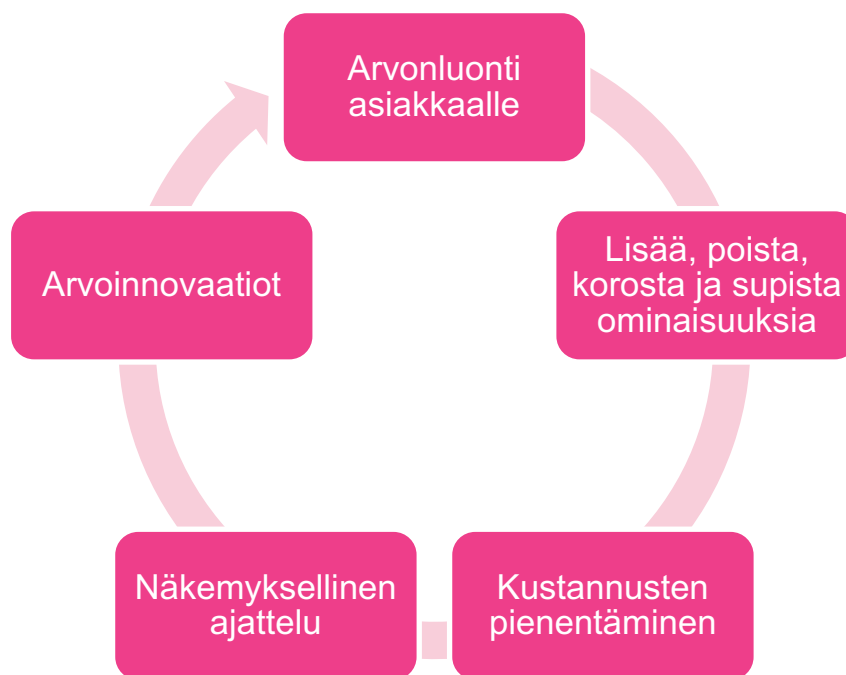 Arvonluonti
asiakkaalle
Lisää, poista,
korosta ja supista
ominaisuuksia
Kustannusten
pienentäminen
Näkemyksellinen
ajattelu
Arvoinnovaatiot